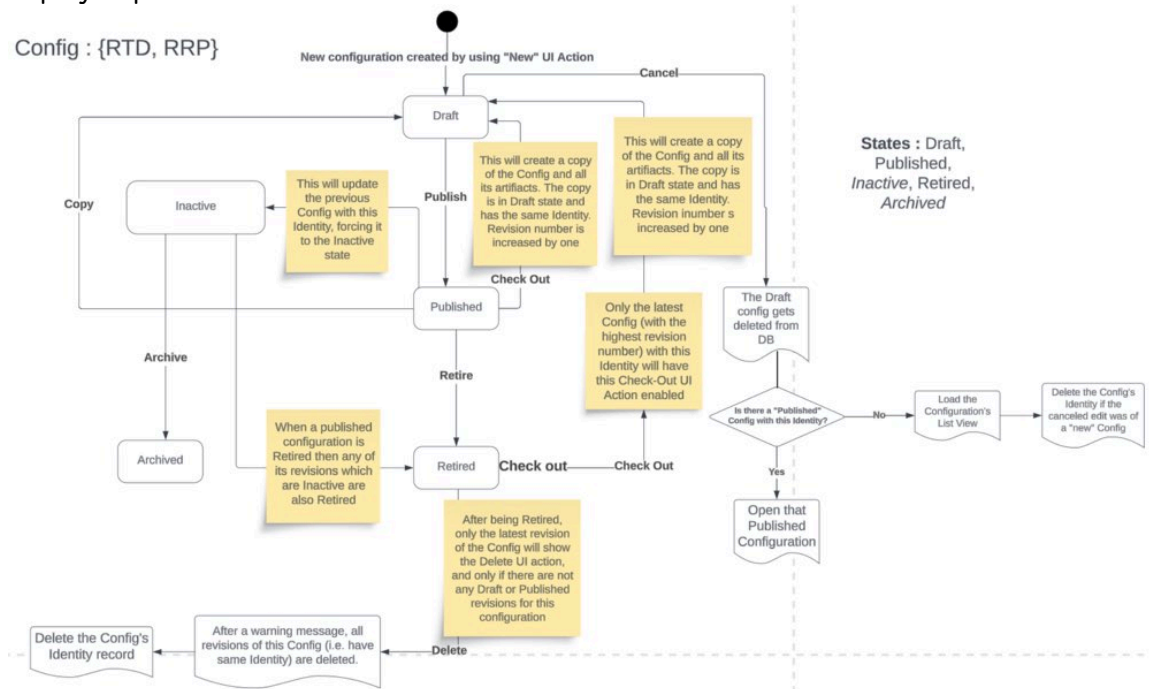 Config : {RTD, RRP}
New configuration created by using "New" UI Action
Cancel
Draft
States : Draft,
Published,
Inactive, Retired,
Archived
Copy
Inactive
This will update
the previous
Config with this
Identity, forcing it
to the Inactive
state
Publish
This will create a copy
of the Config and all
its artifiacts. The copy
is in Draft state and
has the same Identity.
Revision number is
increased by one
This will create a copy
of the Config and all its
artifiacts. The copy is
in Draft state and has
the same Identity.
Revision inumber s
increased by one
Check Out
Published
The Draft
config gets
deleted from
DB
Only the latest
Config (with the
highest revision
number) with this
Identity will have
this Check-Out UI
Action enabled
Archive
Retire
Is there a "Published"
Config with this Identity?
No
Load the
Configuration's
List View
Delete the Config's
Identity if the
canceled edit was of
a "new" Config
When a published
configuration is
Retired then any of
its revisions which
are Inactive are
also Retired
Archived
Retired
Check out
Check Out
Yes
Open that
Published
Configuration
After being Retired,
only the latest revision
of the Config will show
the Delete UI action,
and only if there are not
any Draft or Published
revisions for this
configuration
Delete the Config's
Identity record
After a warning message, all
revisions of this Config (i.e. have
same Identity) are deleted.
Delete